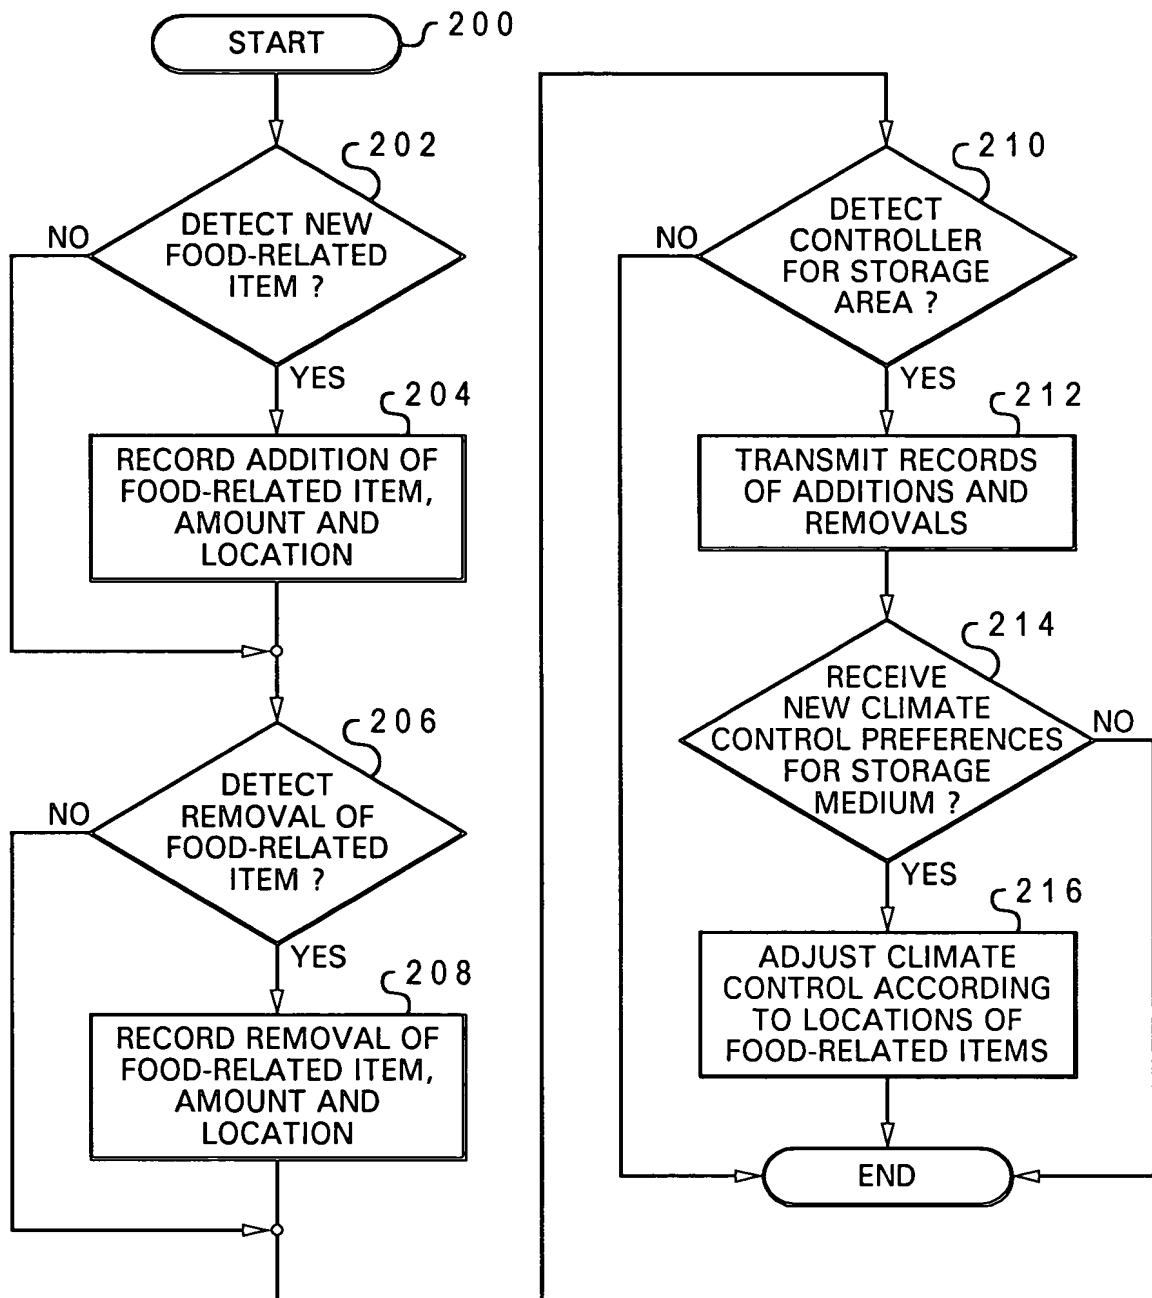 START
200
202
DETECT NEW
FOOD-RELATED
ITEM ?
NO
YES
204
RECORD ADDITION OF
FOOD-RELATED ITEM,
AMOUNT AND
LOCATION
206
DETECT
REMOVAL OF
FOOD-RELATED
ITEM ?
NO
YES
208
RECORD REMOVAL OF
FOOD-RELATED ITEM,
AMOUNT AND
LOCATION
210
DETECT
CONTROLLER
FOR STORAGE
AREA ?
NO
YES
212
TRANSMIT RECORDS
OF ADDITIONS AND
REMOVALS
214
RECEIVE
NEW CLIMATE
CONTROL PREFERENCES
FOR STORAGE
MEDIUM ?
NO
YES
216
ADJUST CLIMATE
CONTROL ACCORDING
TO LOCATIONS OF
FOOD-RELATED ITEMS
END